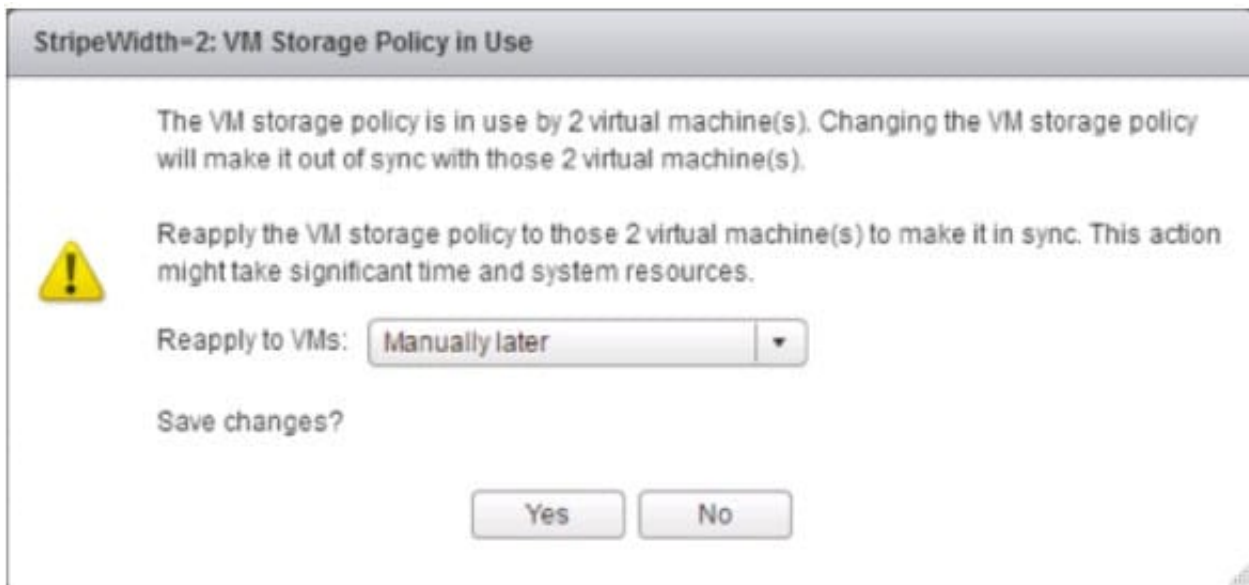 StripeWidth=2: VM Storage Policy in Use
The VM storage policy is in use by 2 virtual machine(s). Changing the VM storage policy
will make it out of sync with those 2 virtual machine(s).
Reapply the VM storage policy to those 2 virtual machine(s) to make it in sync. This action
might take significant time and system resources.
Reapply to VMs: Manually later
Save changes?
Yes No